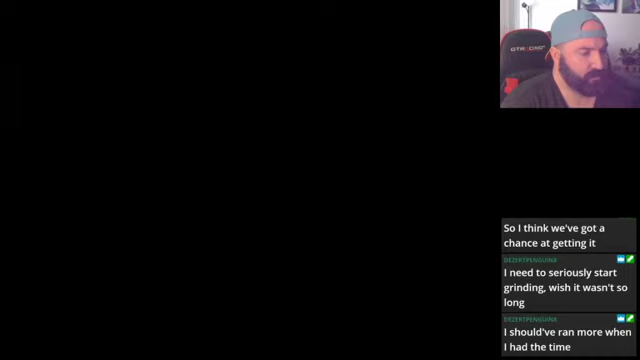 GTRACING
So I think we've got a
chance at getting it
DEZERTPENGUIN8
I need to seriously start
grinding, wish it wasn't so
long
DEZERTPENGUIN8
I should've ran more when
I had the time